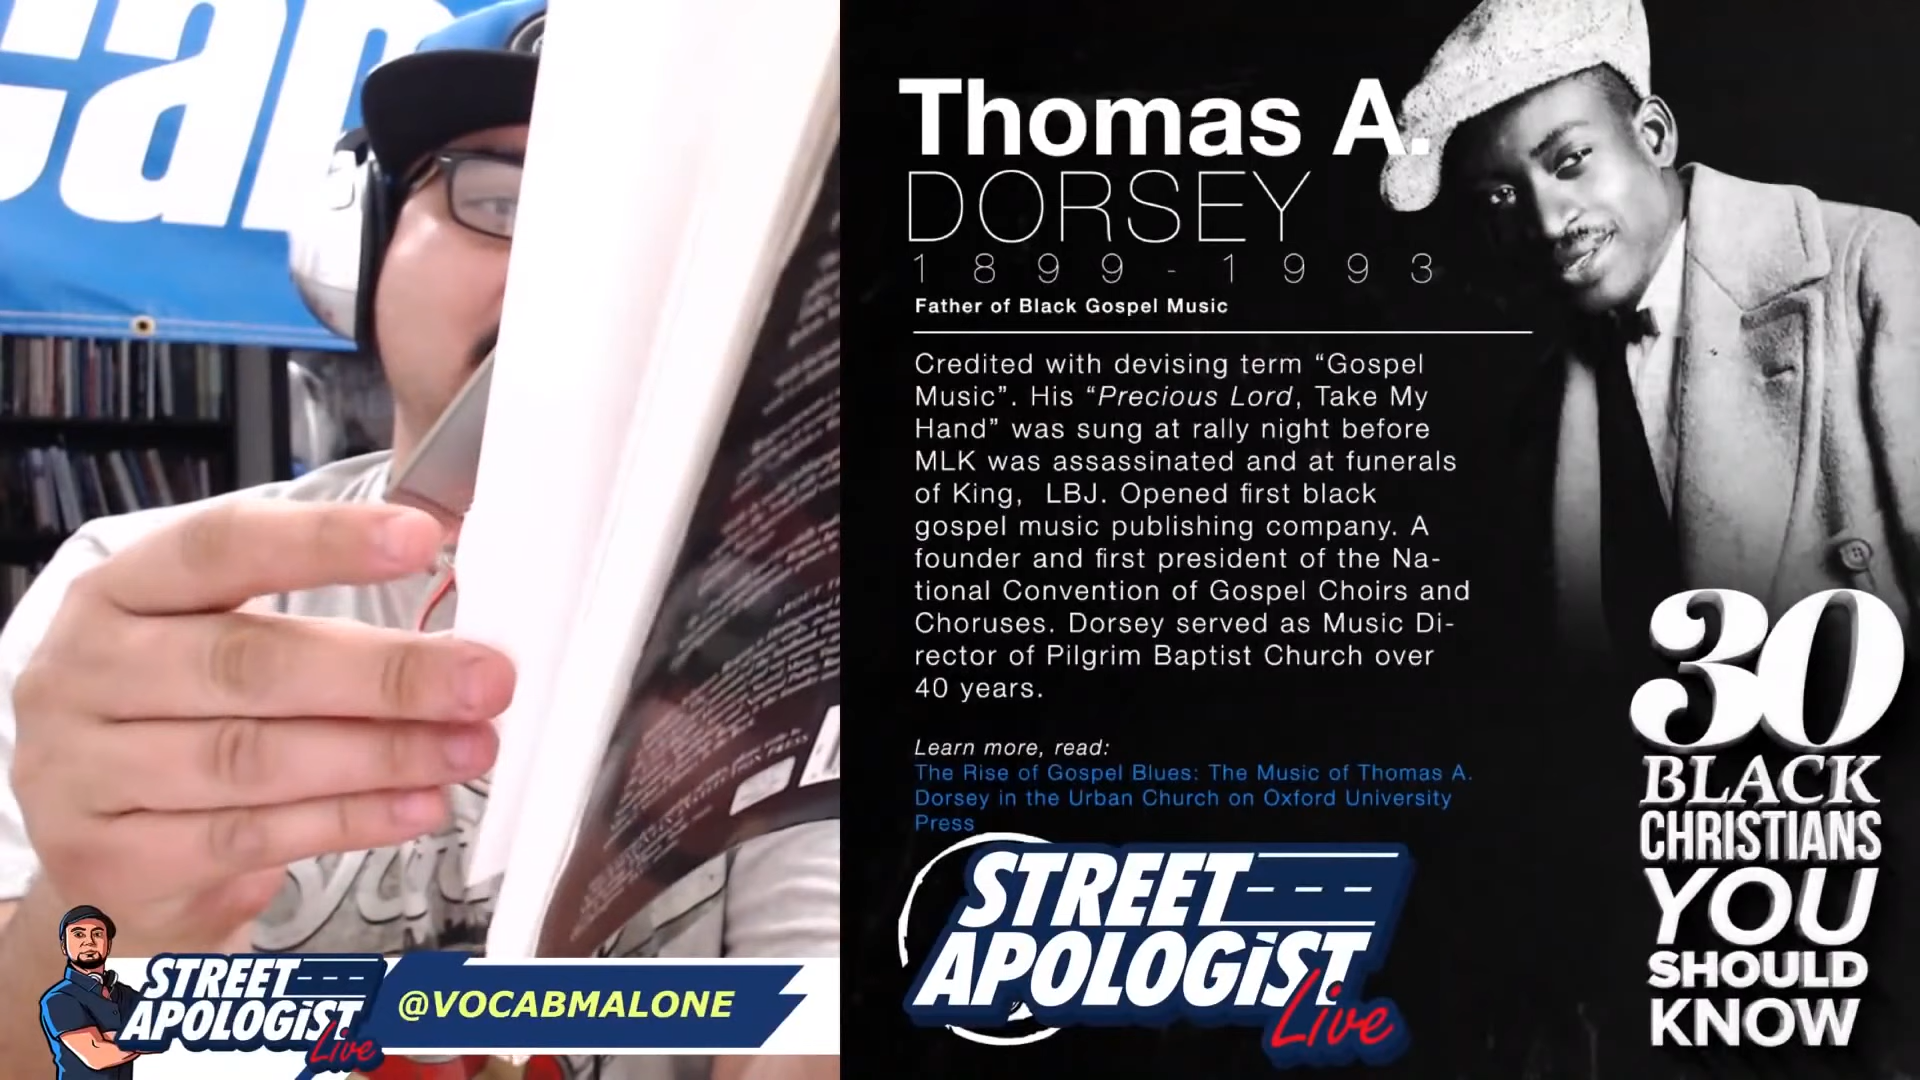 Thomas A.
DORSEY
1899-1993
Father of Black Gospel Music
Credited with devising term “Gospel
Music”. His “Precious Lord, Take My
Hand” was sung at rally night before
MLK was assassinated and at funerals
of King, LBJ. Opened first black
gospel music publishing company. A
founder and first president of the Na-
tional Convention of Gospel Choirs and
Choruses. Dorsey served as Music Di-
rector of Pilgrim Baptist Church over
40 years.
Learn more, read:
The Rise of Gospel Blues: The Music of Thomas A.
Dorsey in the Urban Church on Oxford University
Press
STREET
APOLOGiST
Live
30
BLACK
CHRISTIANS
YOU
SHOULD
KNOW
STREET
APOLOGiST
Live
@VOCABMALONE